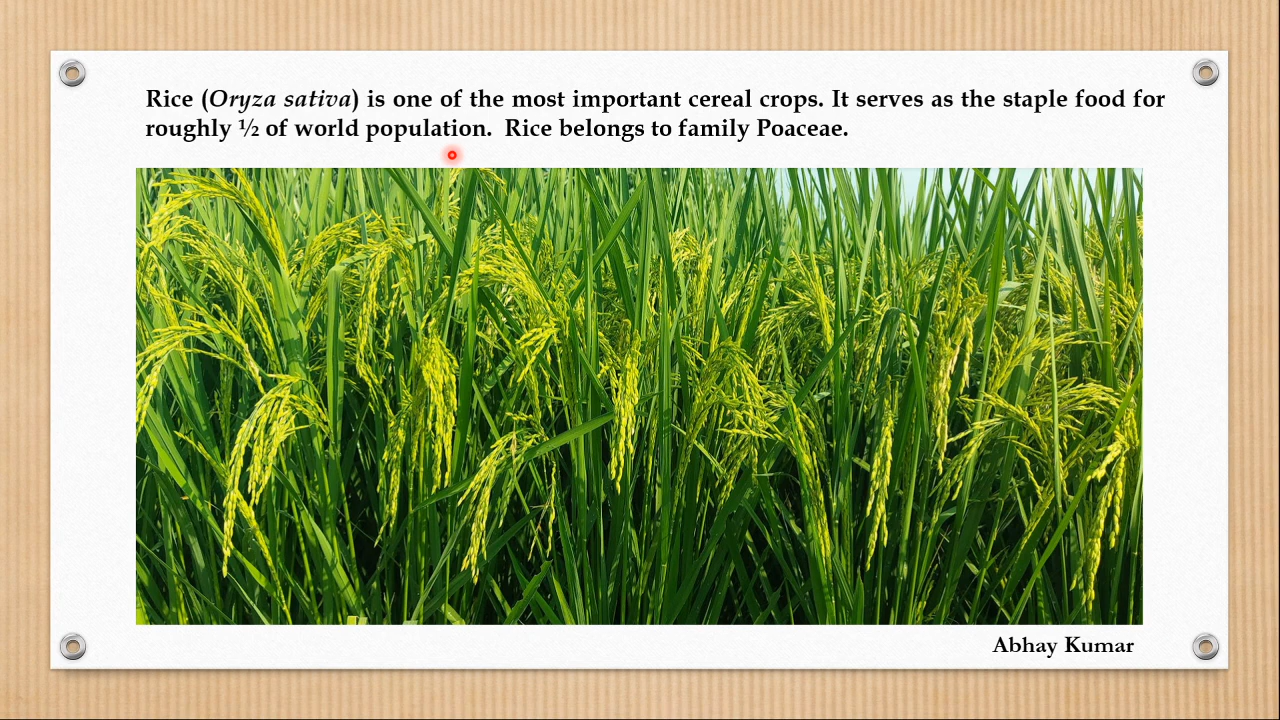 Rice (Oryza sativa) is one of the most important cereal crops. It serves as the staple food for
roughly ½ of world population.  Rice belongs to family Poaceae.
Abhay Kumar